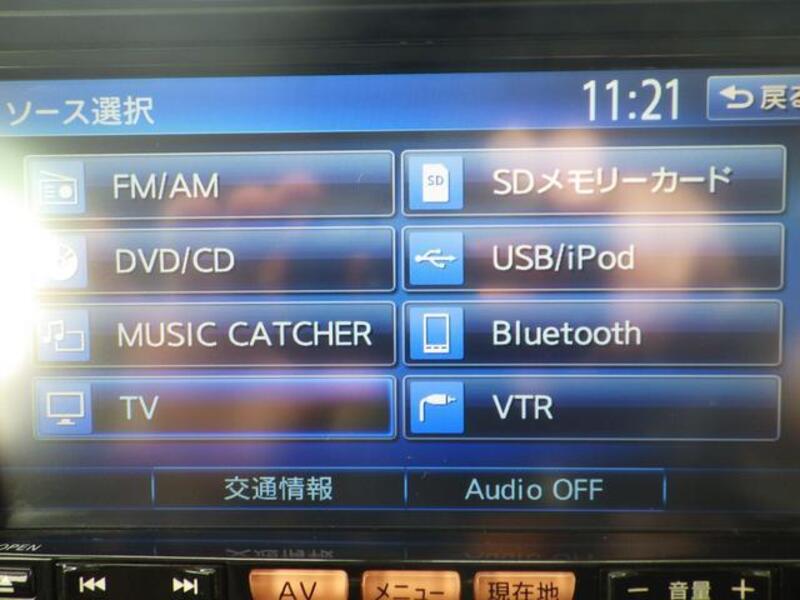 ソース選択 11:21 戻る
FM/AM SD SDメモリーカード
DVD/CD USB/iPod
MUSIC CATCHER Bluetooth
TV VTR
交通情報 Audio OFF
OPEN
AV メニュー 現在地 － 音量 ＋